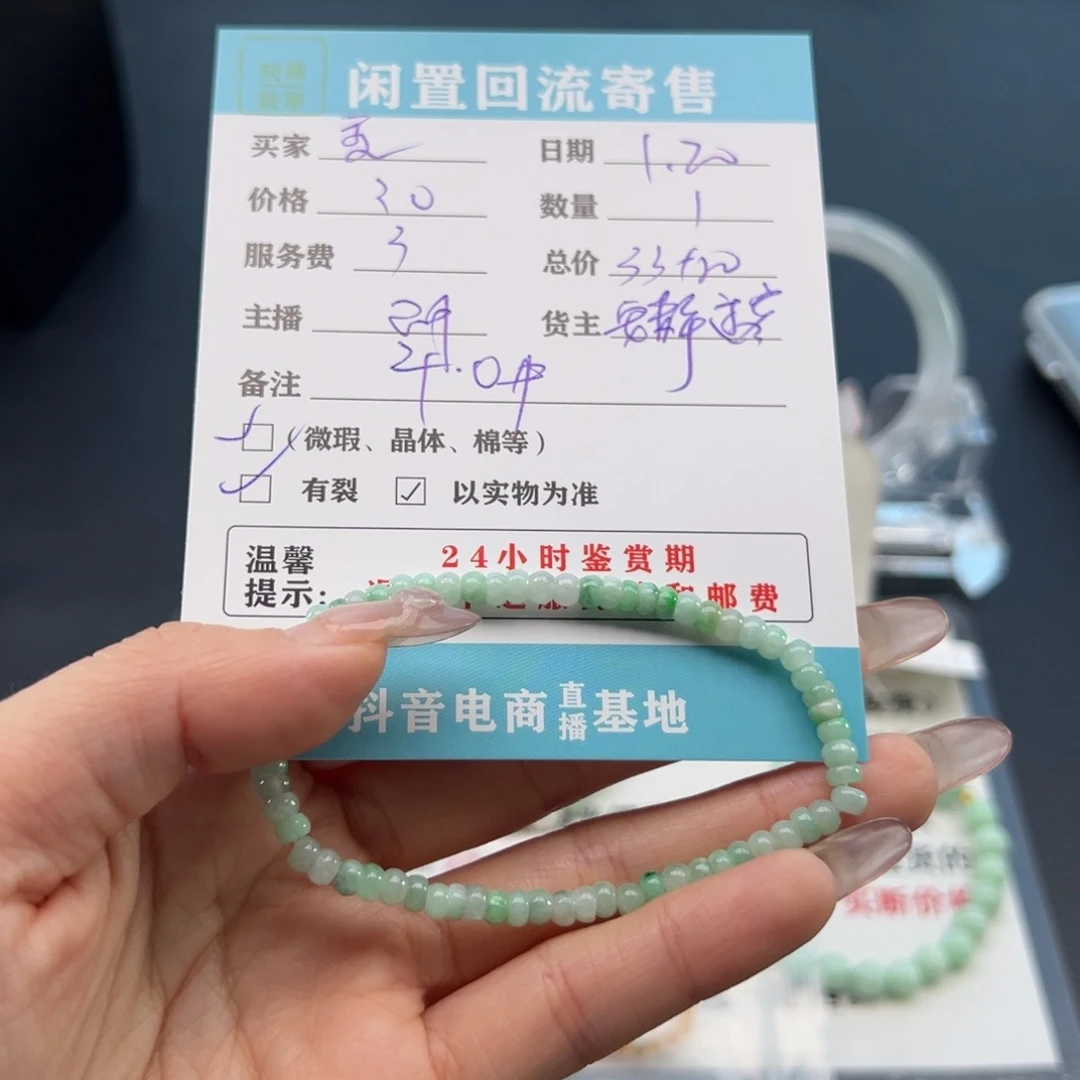 闲置回流寄售
买家 日期 1.20
价格 30 数量 1
服务费 3 总价 33+20
主播 货主
备注
(微瑕、晶体、棉等)
有裂 ✓ 以实物为准
温馨 24小时鉴赏期
提示: 和邮费
抖音电商直播基地